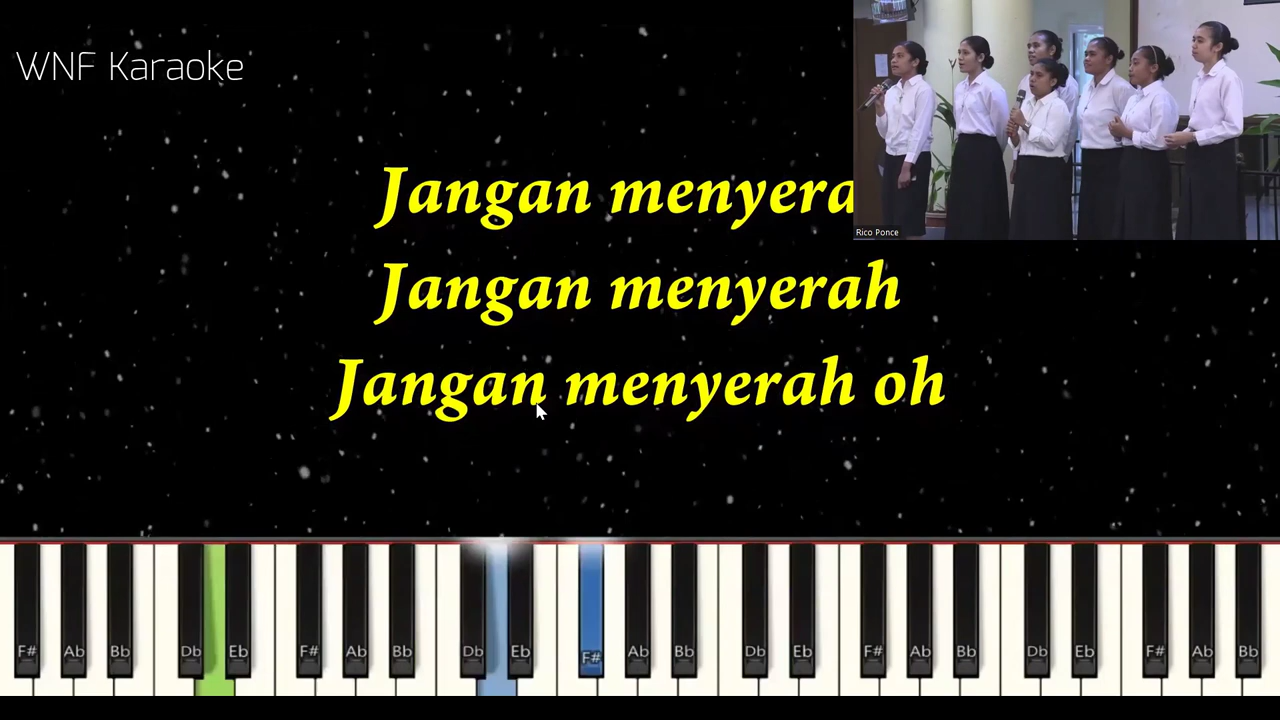 WNF Karaoke
Jangan menyera
Rico Ponce
Jangan menyerah
Jangan menyerah oh
F# Ab Bb Db Eb F# Ab Bb Db Eb F# Ab Bb Db Eb F# Ab Bb Db Eb F# Ab Bb